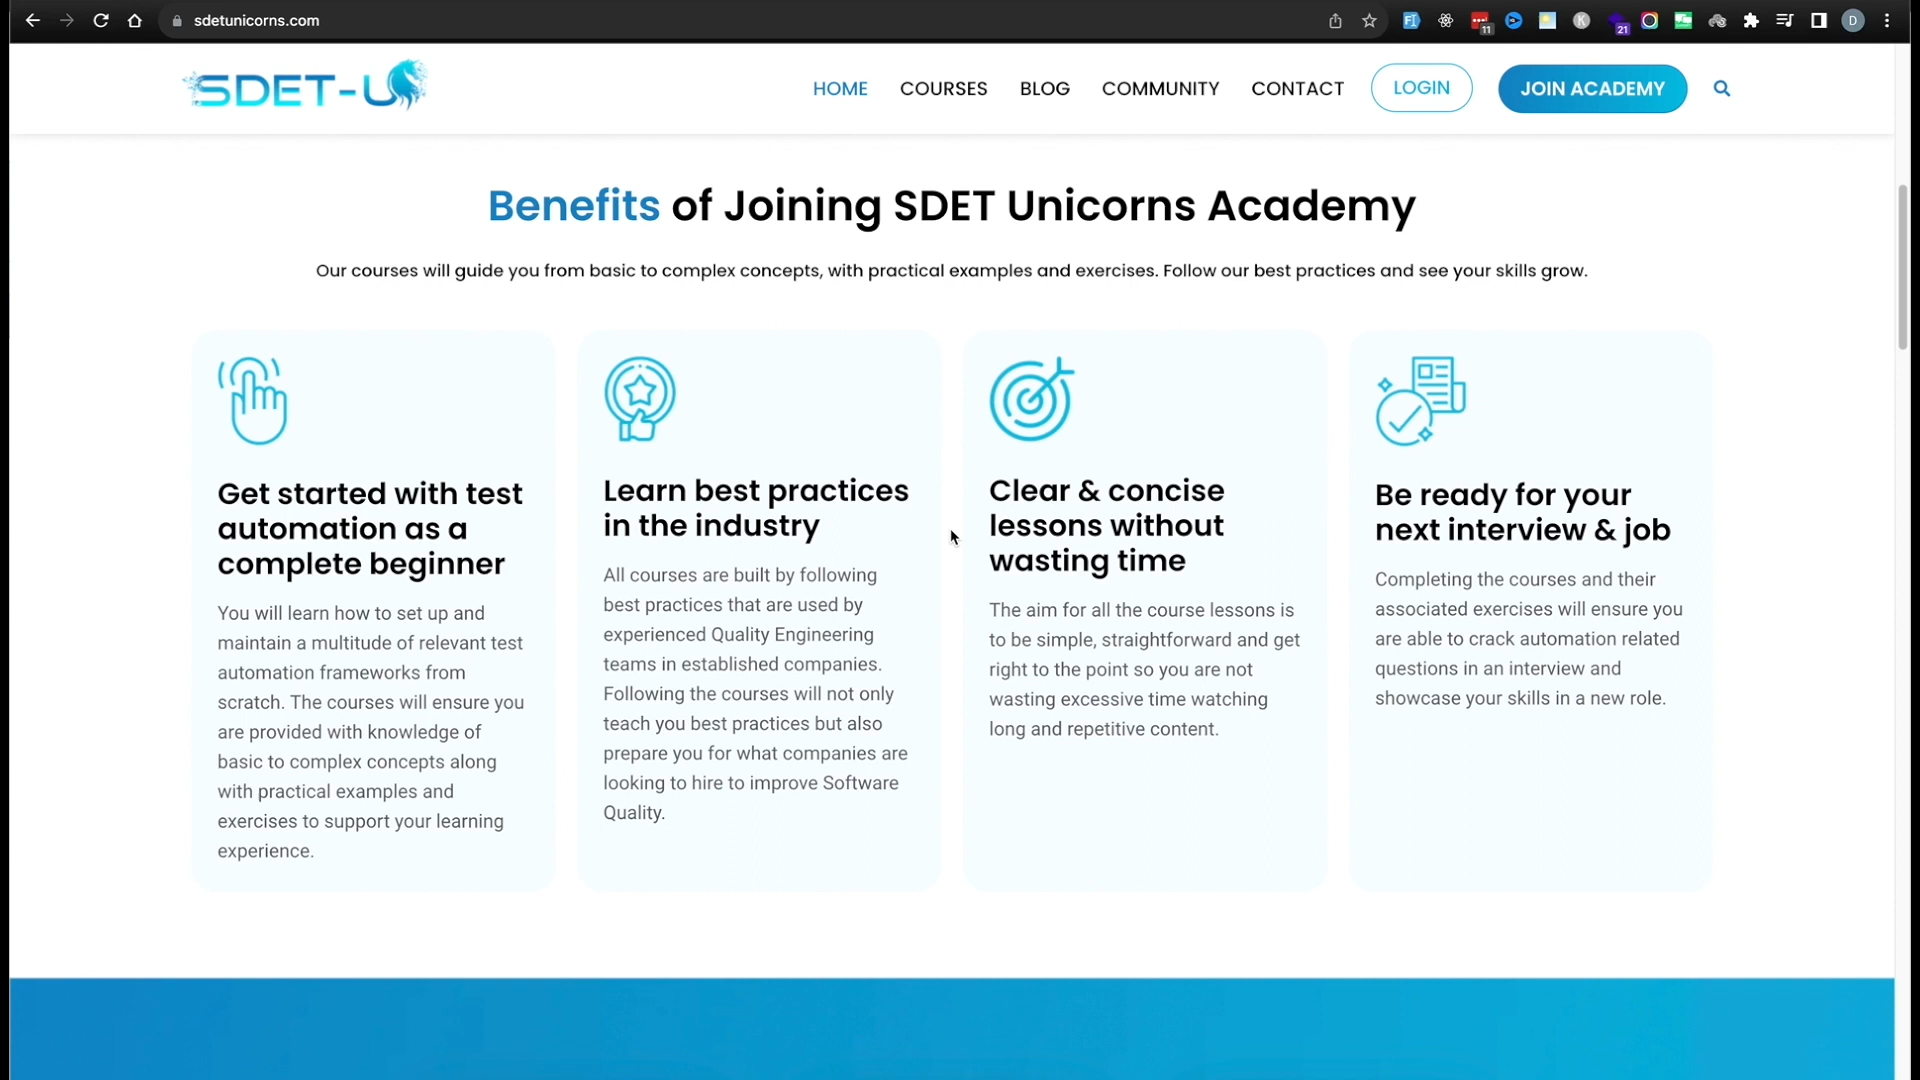 sdetunicorns.com
11
21
K
D
SDET-U
HOME
COURSES
BLOG
COMMUNITY
CONTACT
LOGIN
JOIN ACADEMY
Benefits of Joining SDET Unicorns Academy
Our courses will guide you from basic to complex concepts, with practical examples and exercises. Follow our best practices and see your skills grow.
Get started with test
automation as a
complete beginner
You will learn how to set up and
maintain a multitude of relevant test
automation frameworks from
scratch. The courses will ensure you
are provided with knowledge of
basic to complex concepts along
with practical examples and
exercises to support your learning
experience.
Learn best practices
in the industry
All courses are built by following
best practices that are used by
experienced Quality Engineering
teams in established companies.
Following the courses will not only
teach you best practices but also
prepare you for what companies are
looking to hire to improve Software
Quality.
Clear & concise
lessons without
wasting time
The aim for all the course lessons is
to be simple, straightforward and get
right to the point so you are not
wasting excessive time watching
long and repetitive content.
Be ready for your
next interview & job
Completing the courses and their
associated exercises will ensure you
are able to crack automation related
questions in an interview and
showcase your skills in a new role.